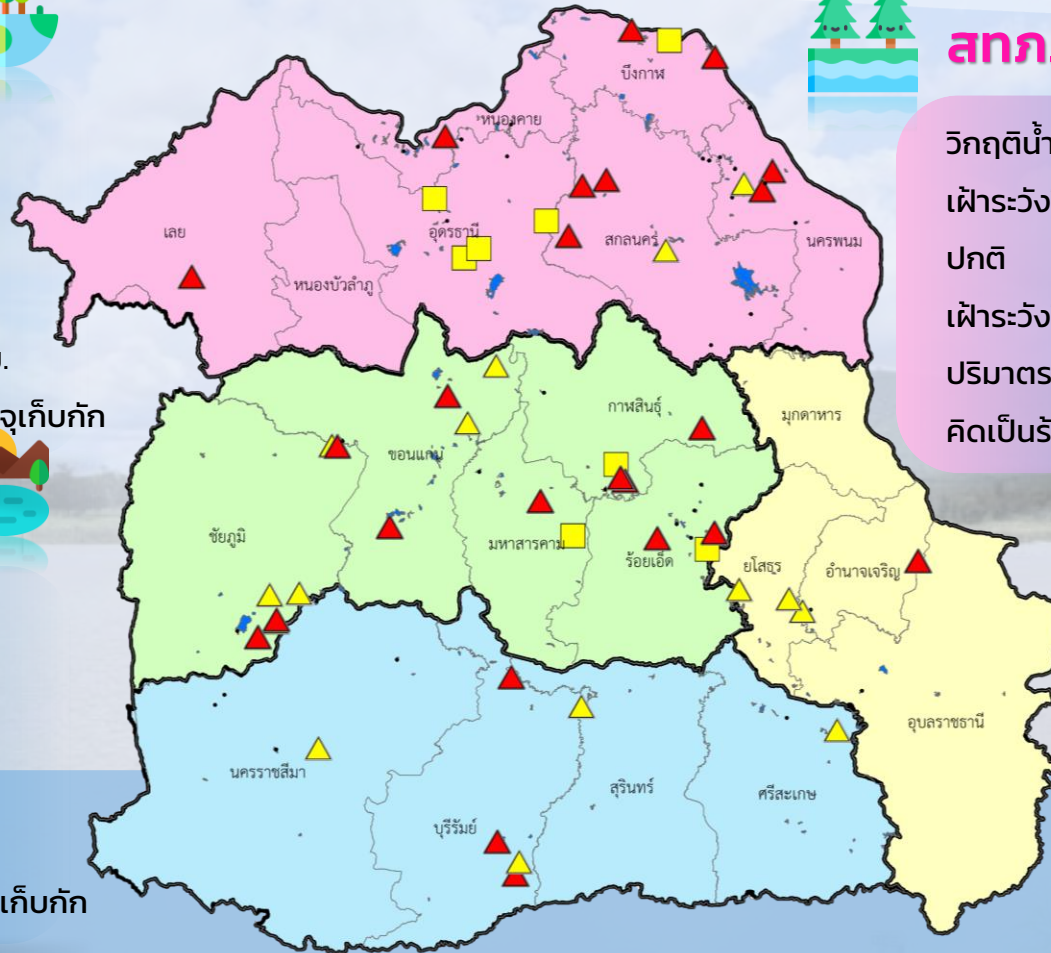 สทภ.
วิกฤติน้ำ
เฝ้าระวัง
ปกติ
เฝ้าระวัง
ปริมาตร
คิดเป็นร้
บึงกาฬ
หนองคาย
เลย
อุดรธานี
สกลนคร
นครพนม
หนองบัวลำภู
จุเก็บกัก
กาฬสินธุ์
มุกดาหาร
ขอนแก่น
ชัยภูมิ
มหาสารคาม
ร้อยเอ็ด
ยโสธร
อำนาจเจริญ
อุบลราชธานี
นครราชสีมา
สุรินทร์
ศรีสะเกษ
บุรีรัมย์
เก็บกัก